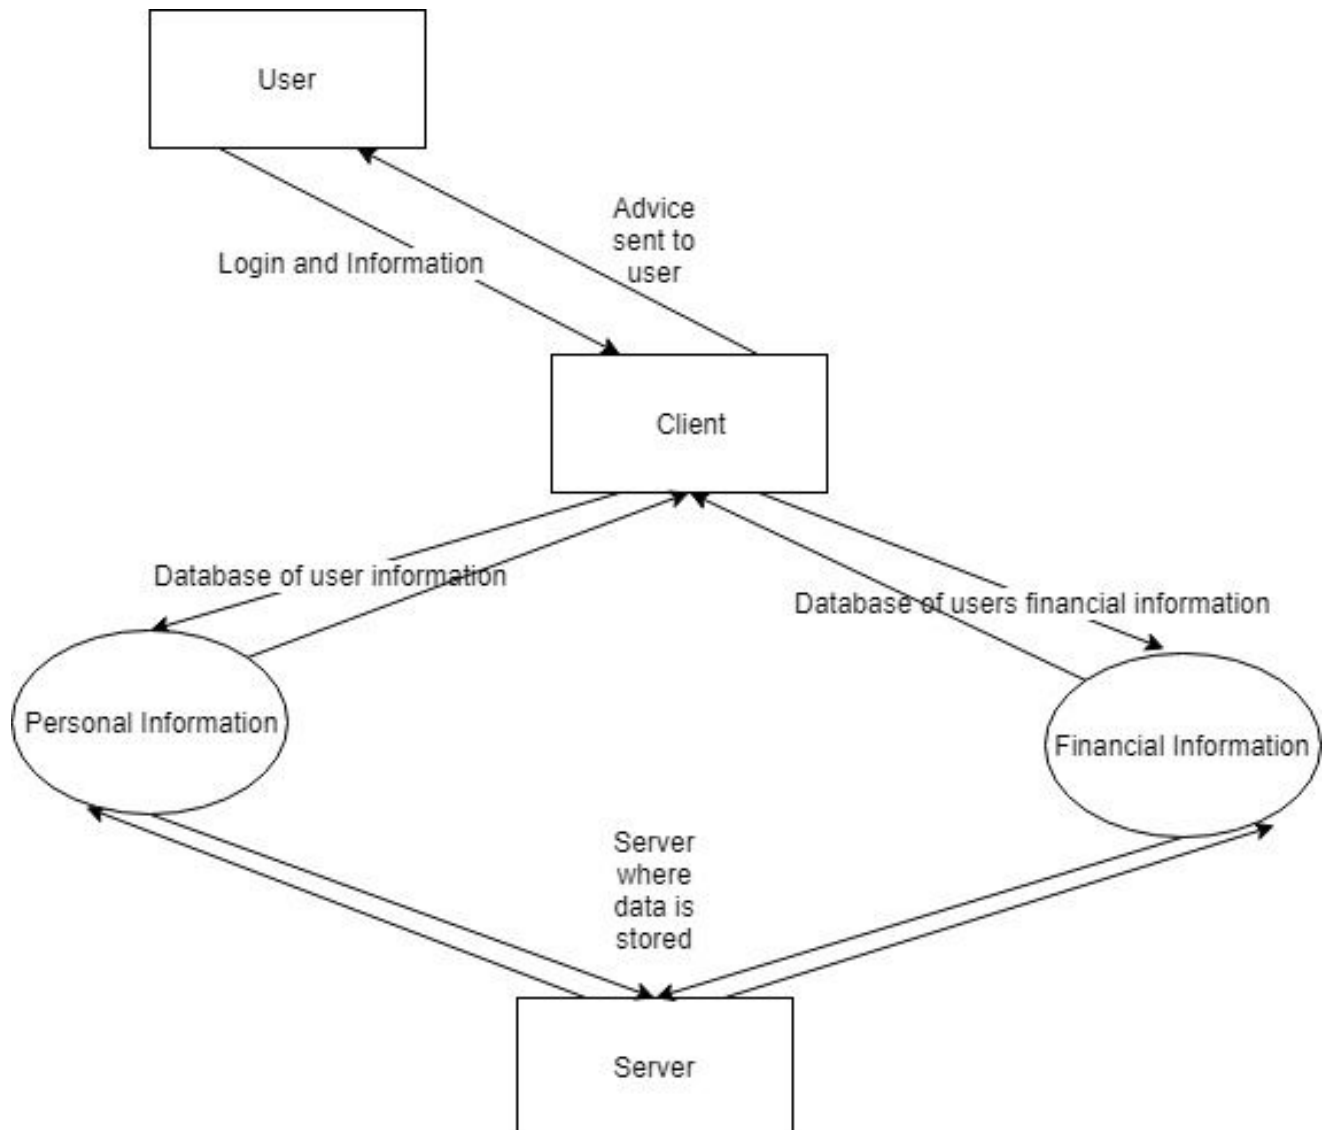 User
Advice
sent to
user
Login and Information
Client
Database of user information
Database of users financial information
Personal Information
Financial Information
Server
where
data is
stored
Server